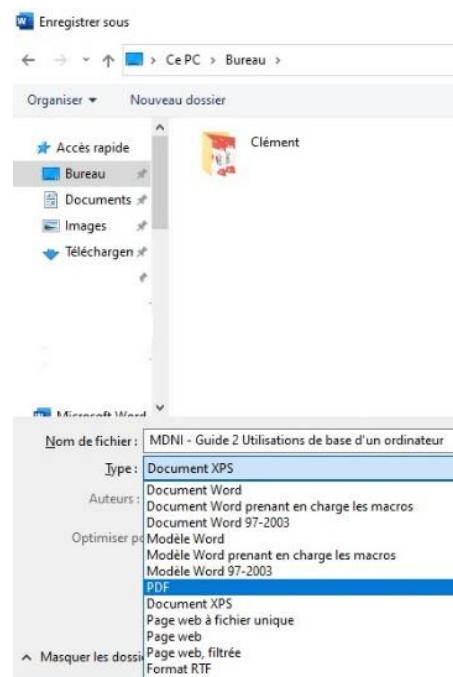 Enregistrer sous
Ce PC > Bureau >
Organiser Nouveau dossier
Accès rapide
Bureau
Documents
Images
Téléchargen
Microsoft Word
Clément
Nom de fichier : MDNI - Guide 2 Utilisations de base d'un ordinateur
Type : Document XPS
Auteurs :
Optimiser po
Document Word
Document Word prenant en charge les macros
Document Word 97-2003
Modèle Word
Modèle Word prenant en charge les macros
Modèle Word 97-2003
PDF
Document XPS
Page web à fichier unique
Page web
Page web, filtrée
Format RTF
Masquer les dossi